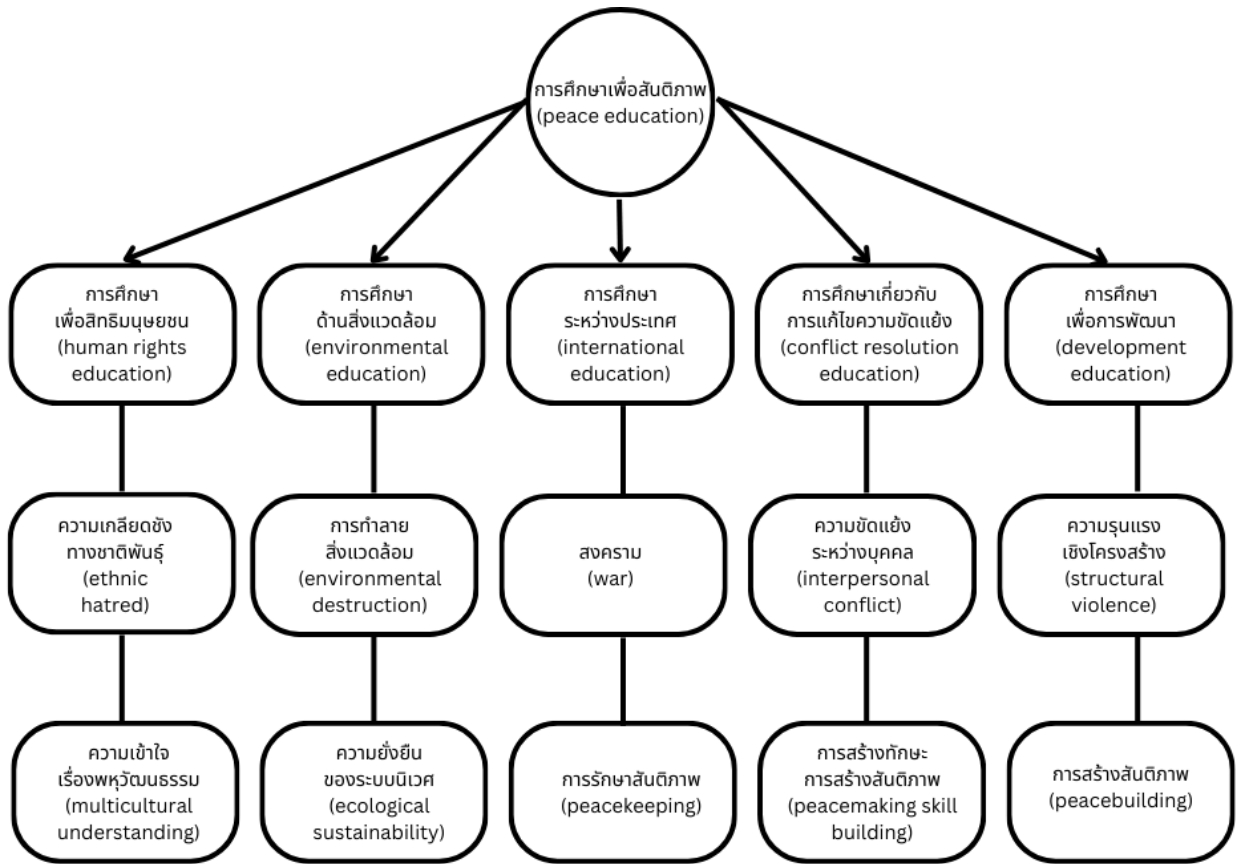 การศึกษาเพื่อสันติภาพ
(peace education)
การศึกษา
เพื่อสิทธิมนุษยชน
(human rights
education)
การศึกษา
ด้านสิ่งแวดล้อม
(environmental
education)
การศึกษา
ระหว่างประเทศ
(international
education)
การศึกษาเกี่ยวกับ
การแก้ไขความขัดแย้ง
(conflict resolution
education)
การศึกษา
เพื่อการพัฒนา
(development
education)
ความเกลียดชัง
ทางชาติพันธุ์
(ethnic
hatred)
การทำลาย
สิ่งแวดล้อม
(environmental
destruction)
สงคราม
(war)
ความขัดแย้ง
ระหว่างบุคคล
(interpersonal
conflict)
ความรุนแรง
เชิงโครงสร้าง
(structural
violence)
ความเข้าใจ
เรื่องพหุวัฒนธรรม
(multicultural
understanding)
ความยั่งยืน
ของระบบนิเวศ
(ecological
sustainability)
การรักษาสันติภาพ
(peacekeeping)
การสร้างทักษะ
การสร้างสันติภาพ
(peacemaking skill
building)
การสร้างสันติภาพ
(peacebuilding)